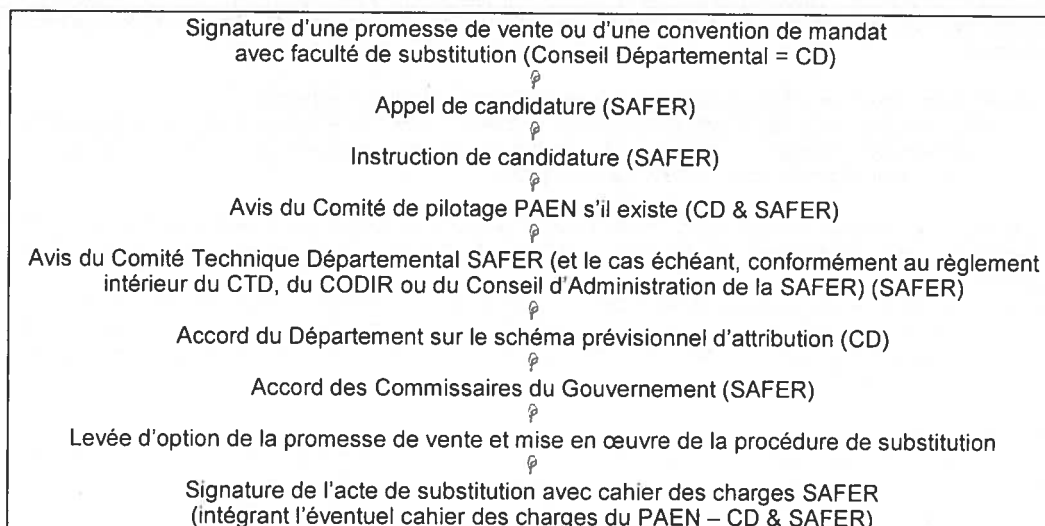 Signature d'une promesse de vente ou d'une convention de mandat
avec faculté de substitution (Conseil Départemental = CD)
Appel de candidature (SAFER)
Instruction de candidature (SAFER)
Avis du Comité de pilotage PAEN s'il existe (CD & SAFER)
Avis du Comité Technique Départemental SAFER (et le cas échéant, conformément au règlement
intérieur du CTD, du CODIR ou du Conseil d'Administration de la SAFER) (SAFER)
Accord du Département sur le schéma prévisionnel d'attribution (CD)
Accord des Commissaires du Gouvernement (SAFER)
Levée d'option de la promesse de vente et mise en œuvre de la procédure de substitution
Signature de l'acte de substitution avec cahier des charges SAFER
(intégrant l'éventuel cahier des charges du PAEN – CD & SAFER)